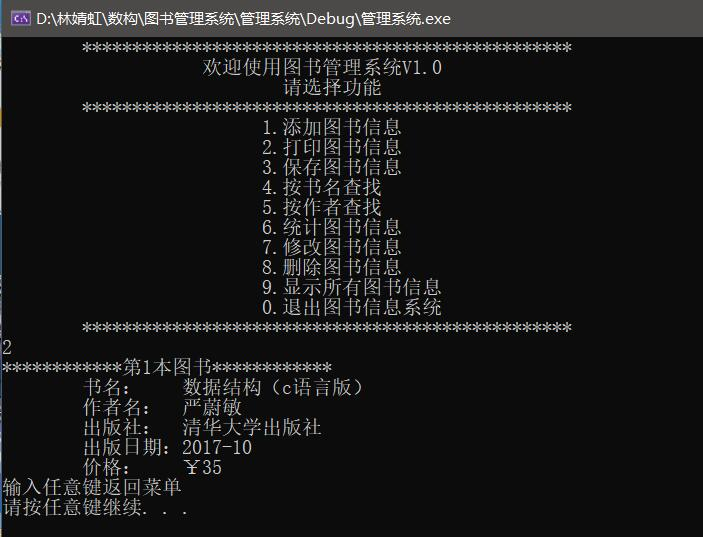 D:\林婧虹\数构\图书管理系统\管理系统\Debug\管理系统.exe
*************************************************
欢迎使用图书管理系统V1.0
请选择功能
*************************************************
1.添加图书信息
2.打印图书信息
3.保存图书信息
4.按书名查找
5.按作者查找
6.统计图书信息
7.修改图书信息
8.删除图书信息
9.显示所有图书信息
0.退出图书信息系统
*************************************************
2
************第1本图书************
书名: 数据结构（c语言版）
作者名: 严蔚敏
出版社: 清华大学出版社
出版日期:2017-10
价格: ￥35
输入任意键返回菜单
请按任意键继续. . .